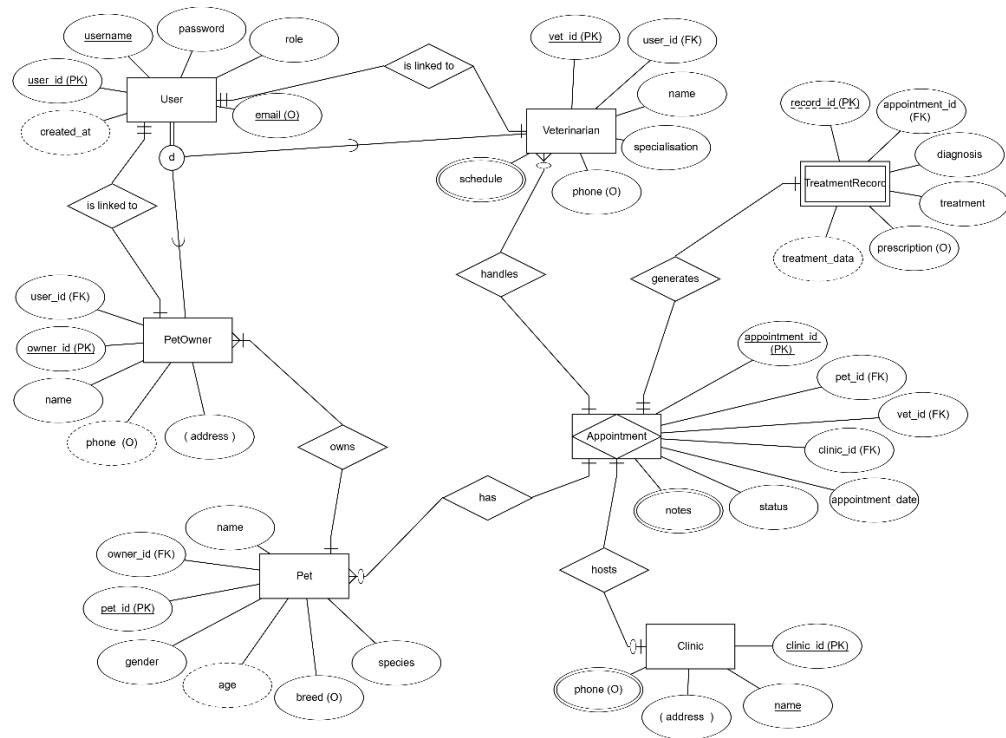 username
password
role
user_id (PK)
User
email (O)
created_at
d
is linked to
is linked to
vet_id (PK)
user_id (FK)
name
Veterinarian
specialisation
schedule
phone (O)
record_id (PK)
appointment_id
(FK)
diagnosis
TreatmentRecord
treatment
prescription (O)
treatment_data
handles
generates
user_id (FK)
owner_id (PK)
PetOwner
name
phone (O)
( address )
owns
appointment_id
(PK)
pet_id (FK)
vet_id (FK)
Appointment
clinic_id (FK)
appointment_date
status
notes
has
hosts
name
owner_id (FK)
Pet
pet_id (PK)
gender
age
breed (O)
species
Clinic
clinic_id (PK)
phone (O)
( address )
name